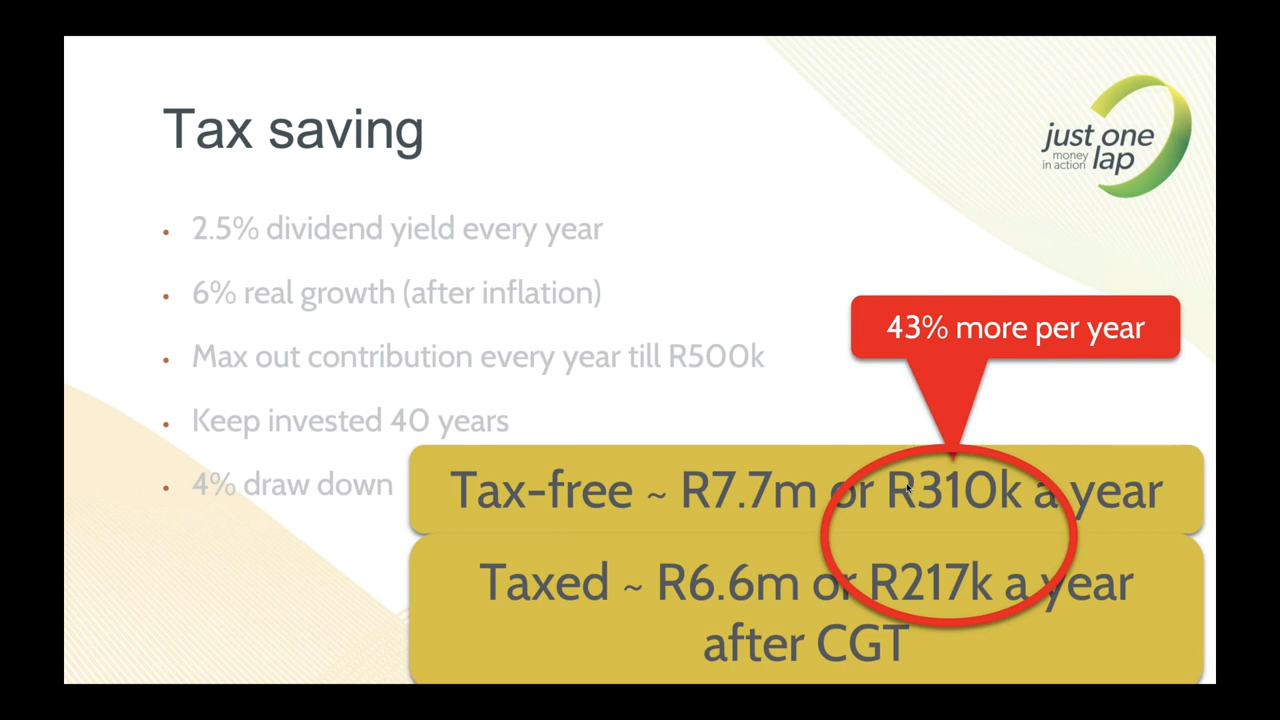 Tax saving
just one
money
in action lap
• 2.5% dividend yield every year
• 6% real growth (after inflation)
43% more per year
• Max out contribution every year till R500k
• Keep invested 40 years
• 4% draw down
Tax-free ~ R7.7m or R310k a year
Taxed ~ R6.6m or R217k a year
after CGT